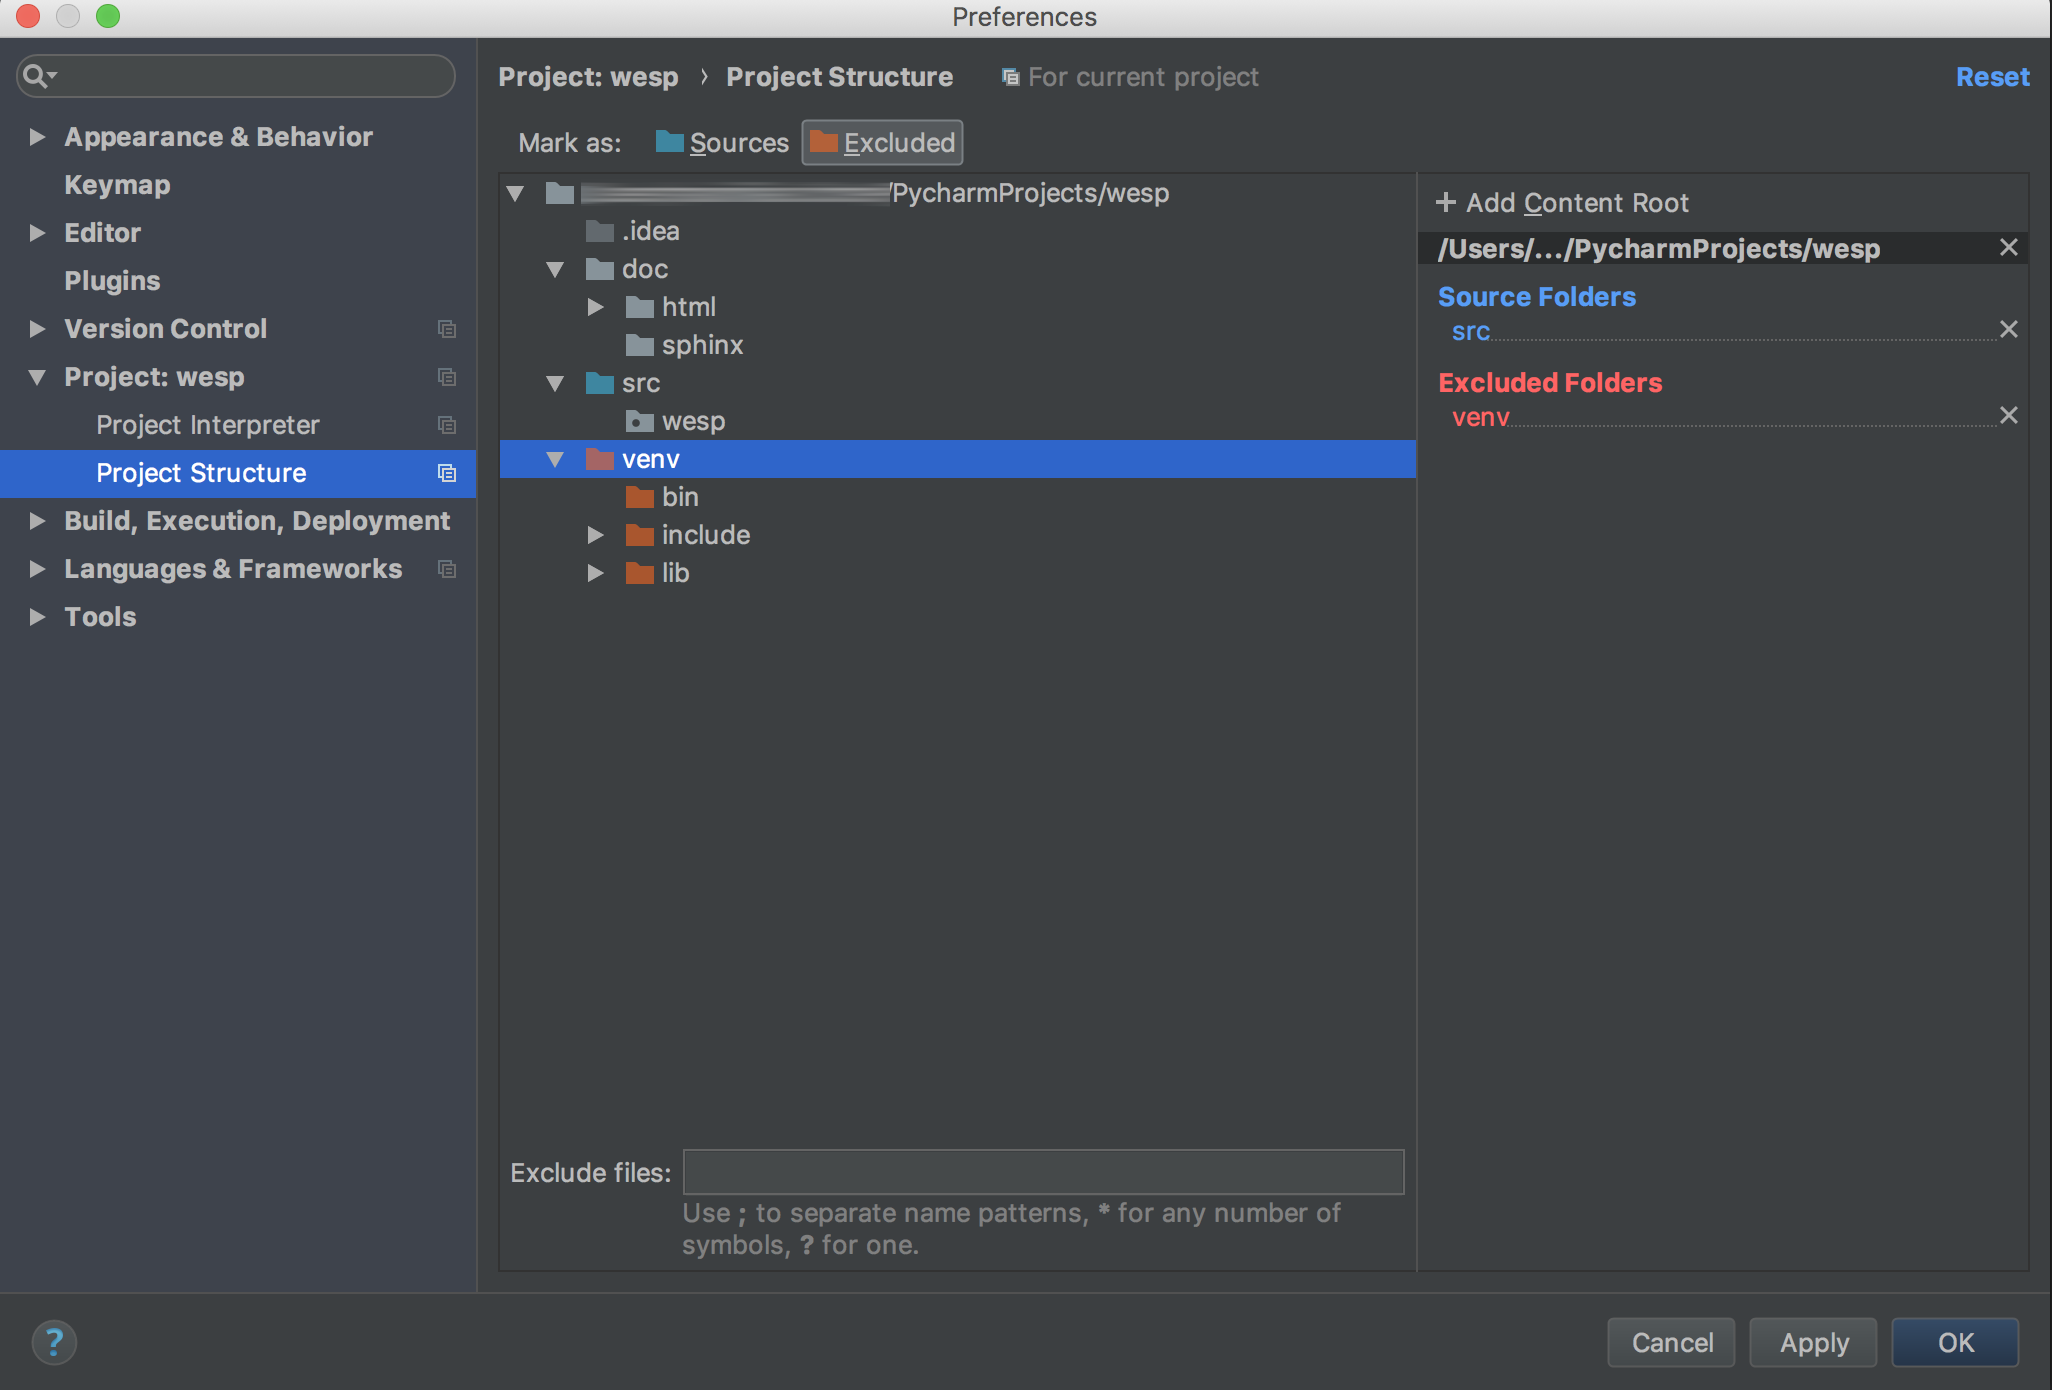 Preferences
Appearance & Behavior
Keymap
Editor
Plugins
Version Control
Project: wesp
Project Interpreter
Project Structure
Build, Execution, Deployment
Languages & Frameworks
Tools
Project: wesp › Project Structure For current project Reset
Mark as: Sources Excluded
/PycharmProjects/wesp
.idea
doc
html
sphinx
src
wesp
venv
bin
include
lib
Exclude files:
Use ; to separate name patterns, * for any number of
symbols, ? for one.
+ Add Content Root
/Users/.../PycharmProjects/wesp
Source Folders
src
Excluded Folders
venv
?
Cancel Apply OK